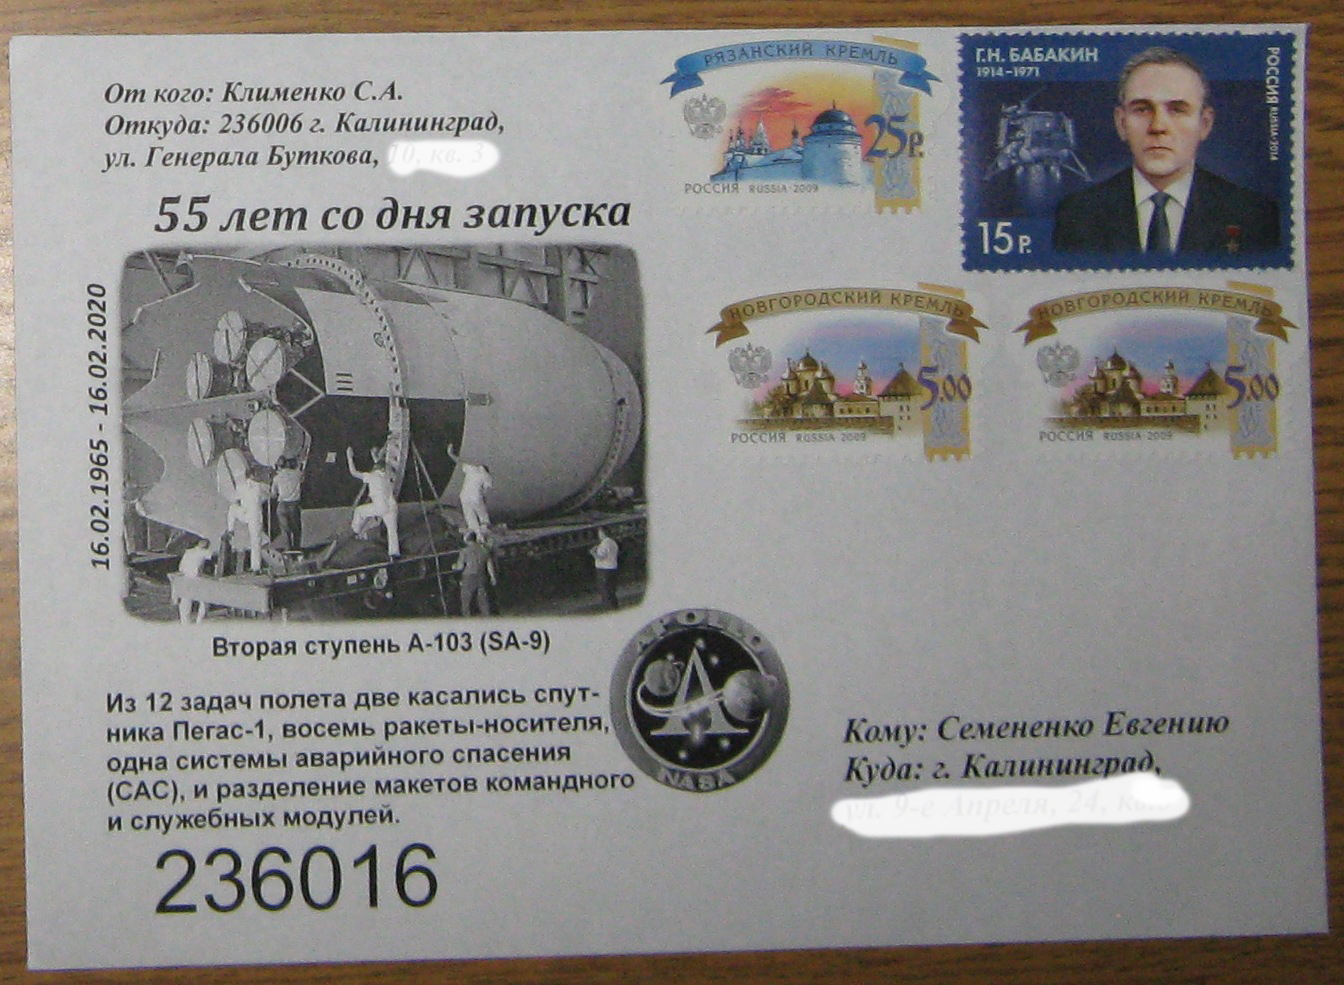 От кого: Клименко С.А.
Откуда: 236006 г. Калининград,
ул. Генерала Буткова,
55 лет со дня запуска
16.02.1965 - 16.02.2020
Вторая ступень А-103 (SA-9)
Из 12 задач полета две касались спут-
ника Пегас-1, восемь ракеты-носителя,
одна системы аварийного спасения
(САС), и разделение макетов командного
и служебных модулей.
236016
APOLLO
NASA
РЯЗАНСКИЙ КРЕМЛЬ
25Р.
РОССИЯ RUSSIA·2009
Г.Н. БАБАКИН
1914–1971
РОССИЯ RUSSIA·2014
15 Р.
НОВГОРОДСКИЙ КРЕМЛЬ
5.00
РОССИЯ RUSSIA 2009
НОВГОРОДСКИЙ КРЕМЛЬ
5.00
РОССИЯ RUSSIA 2009
Кому: Семененко Евгению
Куда: г. Калининград,